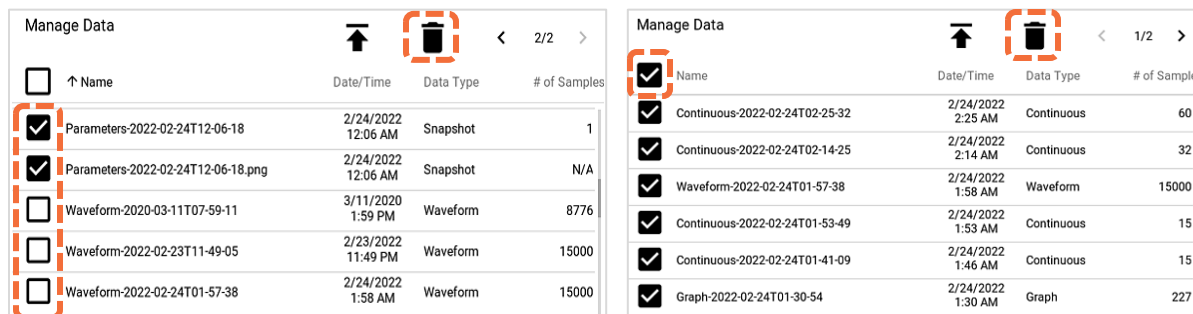 Manage Data
2/2
↑ Name Date/Time Data Type # of Samples
Parameters-2022-02-24T12-06-18 2/24/2022 12:06 AM Snapshot 1
Parameters-2022-02-24T12-06-18.png 2/24/2022 12:06 AM Snapshot N/A
Waveform-2020-03-11T07-59-11 3/11/2020 1:59 PM Waveform 8776
Waveform-2022-02-23T11-49-05 2/23/2022 11:49 PM Waveform 15000
Waveform-2022-02-24T01-57-38 2/24/2022 1:58 AM Waveform 15000
Manage Data
1/2
Name Date/Time Data Type # of Sample
Continuous-2022-02-24T02-25-32 2/24/2022 2:25 AM Continuous 60
Continuous-2022-02-24T02-14-25 2/24/2022 2:14 AM Continuous 32
Waveform-2022-02-24T01-57-38 2/24/2022 1:58 AM Waveform 15000
Continuous-2022-02-24T01-53-49 2/24/2022 1:53 AM Continuous 15
Continuous-2022-02-24T01-41-09 2/24/2022 1:46 AM Continuous 15
Graph-2022-02-24T01-30-54 2/24/2022 1:30 AM Graph 227